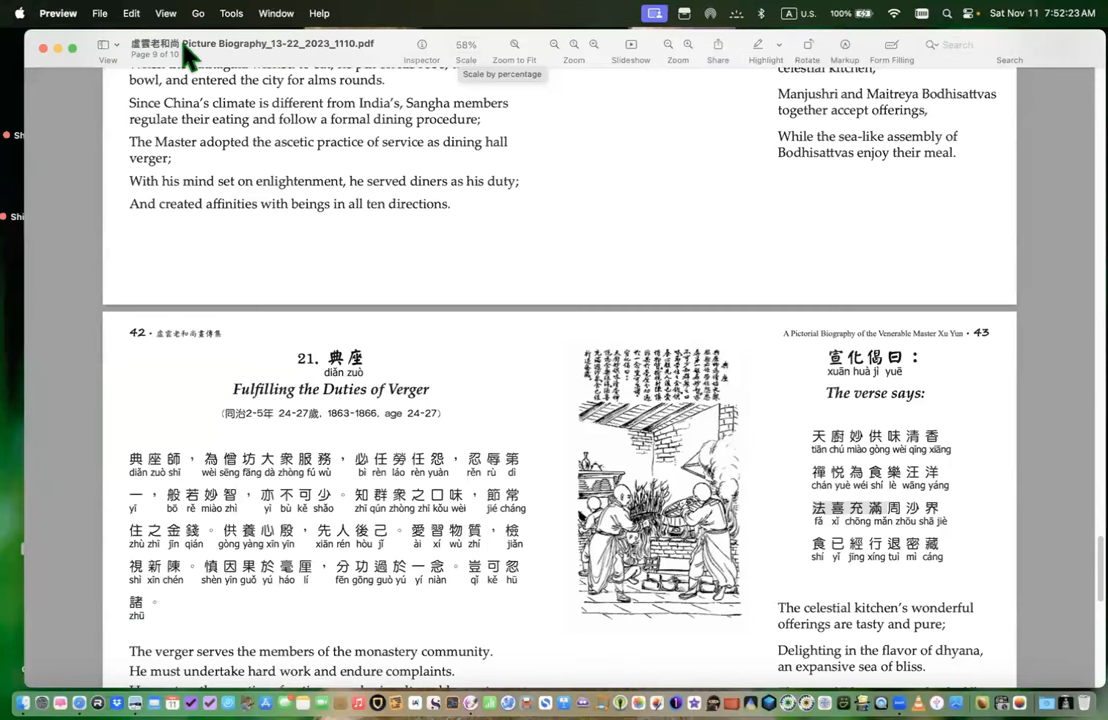 Preview File Edit View Go Tools Window Help
100% U.S. Sat Nov 11 7:52:23 AM
虛雲老和尚 Picture Biography_13-22_2023_1110.pdf
Page 9 of 10
58%
Search
View Inspector Scale Zoom to Fit Zoom Slideshow Zoom Share Highlight Rotate Markup Form Filling Search
Scale by percentage
bowl, and entered the city for alms rounds.
Since China's climate is different from India's, Sangha members
regulate their eating and follow a formal dining procedure;
The Master adopted the ascetic practice of service as dining hall
verger;
With his mind set on enlightenment, he served diners as his duty;
And created affinities with beings in all ten directions.
celestial kitchen,
Manjushri and Maitreya Bodhisattvas
together accept offerings,
While the sea-like assembly of
Bodhisattvas enjoy their meal.
42 • 虛雲老和尚畫傳集
21. 典座
diǎn zuò
Fulfilling the Duties of Verger
(同治2-5年 24-27歲, 1863-1866, age 24-27)
典座師，為僧坊大衆服務，必任勞任怨，忍辱第
diǎn zuò shī wèi sēng fāng dà zhòng fú wù bì rèn láo rèn yuàn rěn rù dì
一，般若妙智，亦不可少。知群衆之口味，節常
yī bō rě miào zhì yì bù kě shǎo zhī qún zhòng zhī kǒu wèi jié cháng
住之金錢。供養心殷，先人後己。愛習物質，檢
zhù zhī jīn qián gòng yàng xīn yīn xiān rén hòu jǐ ài xí wù zhí jiǎn
視新陳。慎因果於毫厘，分功過於一念。豈可忽
shì xīn chén shèn yīn guǒ yú háo lí fēn gōng guò yú yí niàn qǐ kě hū
諸。
zhū
The verger serves the members of the monastery community.
He must undertake hard work and endure complaints.
A Pictorial Biography of the Venerable Master Xu Yun • 43
宣化偈曰：
xuān huà jì yuē
The verse says:
天廚妙供味清香
tiān chú miào gòng wèi qīng xiāng
禪悅為食樂汪洋
chán yuè wéi shí lè wāng yáng
法喜充滿周沙界
fǎ xǐ chōng mǎn zhōu shā jiè
食已經行退密藏
shí yǐ jīng xíng tuì mì cáng
The celestial kitchen's wonderful
offerings are tasty and pure;
Delighting in the flavor of dhyana,
an expansive sea of bliss.